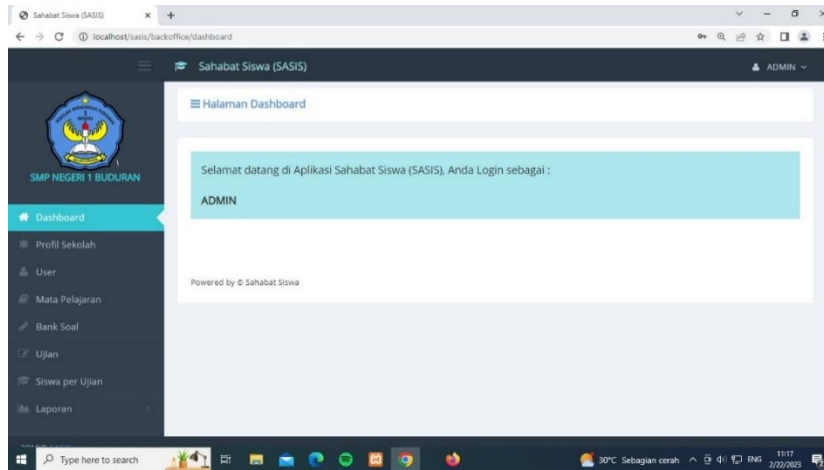 Sahabat Siswa (SASIS)
localhost/sasis/backoffice/dashboard
Sahabat Siswa (SASIS)
ADMIN
SMP NEGERI 1 BUDURAN
Dashboard
Profil Sekolah
User
Mata Pelajaran
Bank Soal
Ujian
Siswa per Ujian
Laporan
Halaman Dashboard
Selamat datang di Aplikasi Sahabat Siswa (SASIS), Anda Login sebagai :
ADMIN
Powered by © Sahabat Siswa
Type here to search
30°C Sebagian cerah
ENG
11:17
2/22/2023